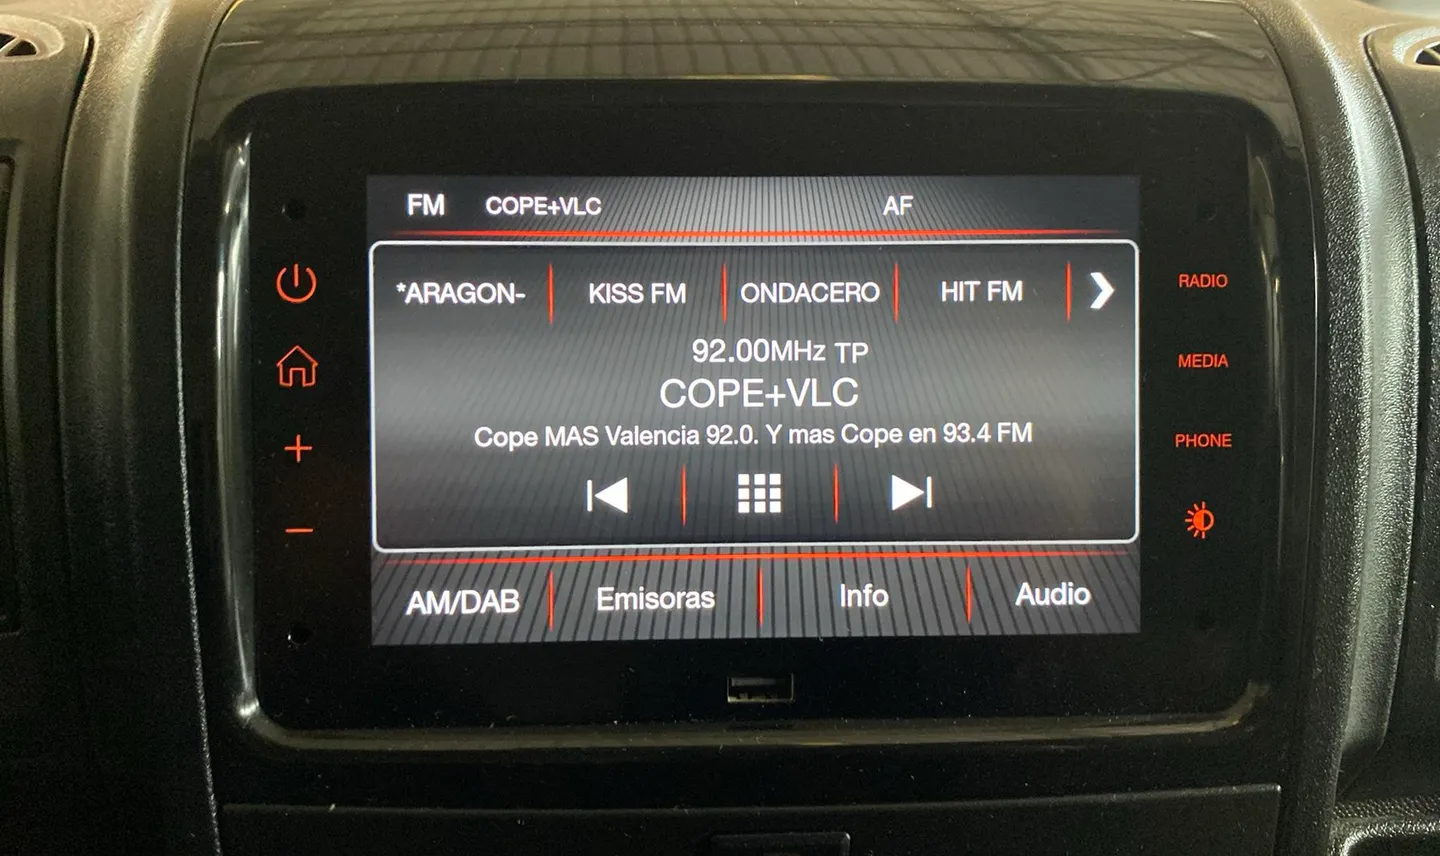 FM COPE+VLC AF
*ARAGON- KISS FM ONDACERO HIT FM
RADIO
92.00MHz TP
MEDIA
COPE+VLC
Cope MAS Valencia 92.0. Y mas Cope en 93.4 FM
PHONE
AM/DAB Emisoras Info Audio